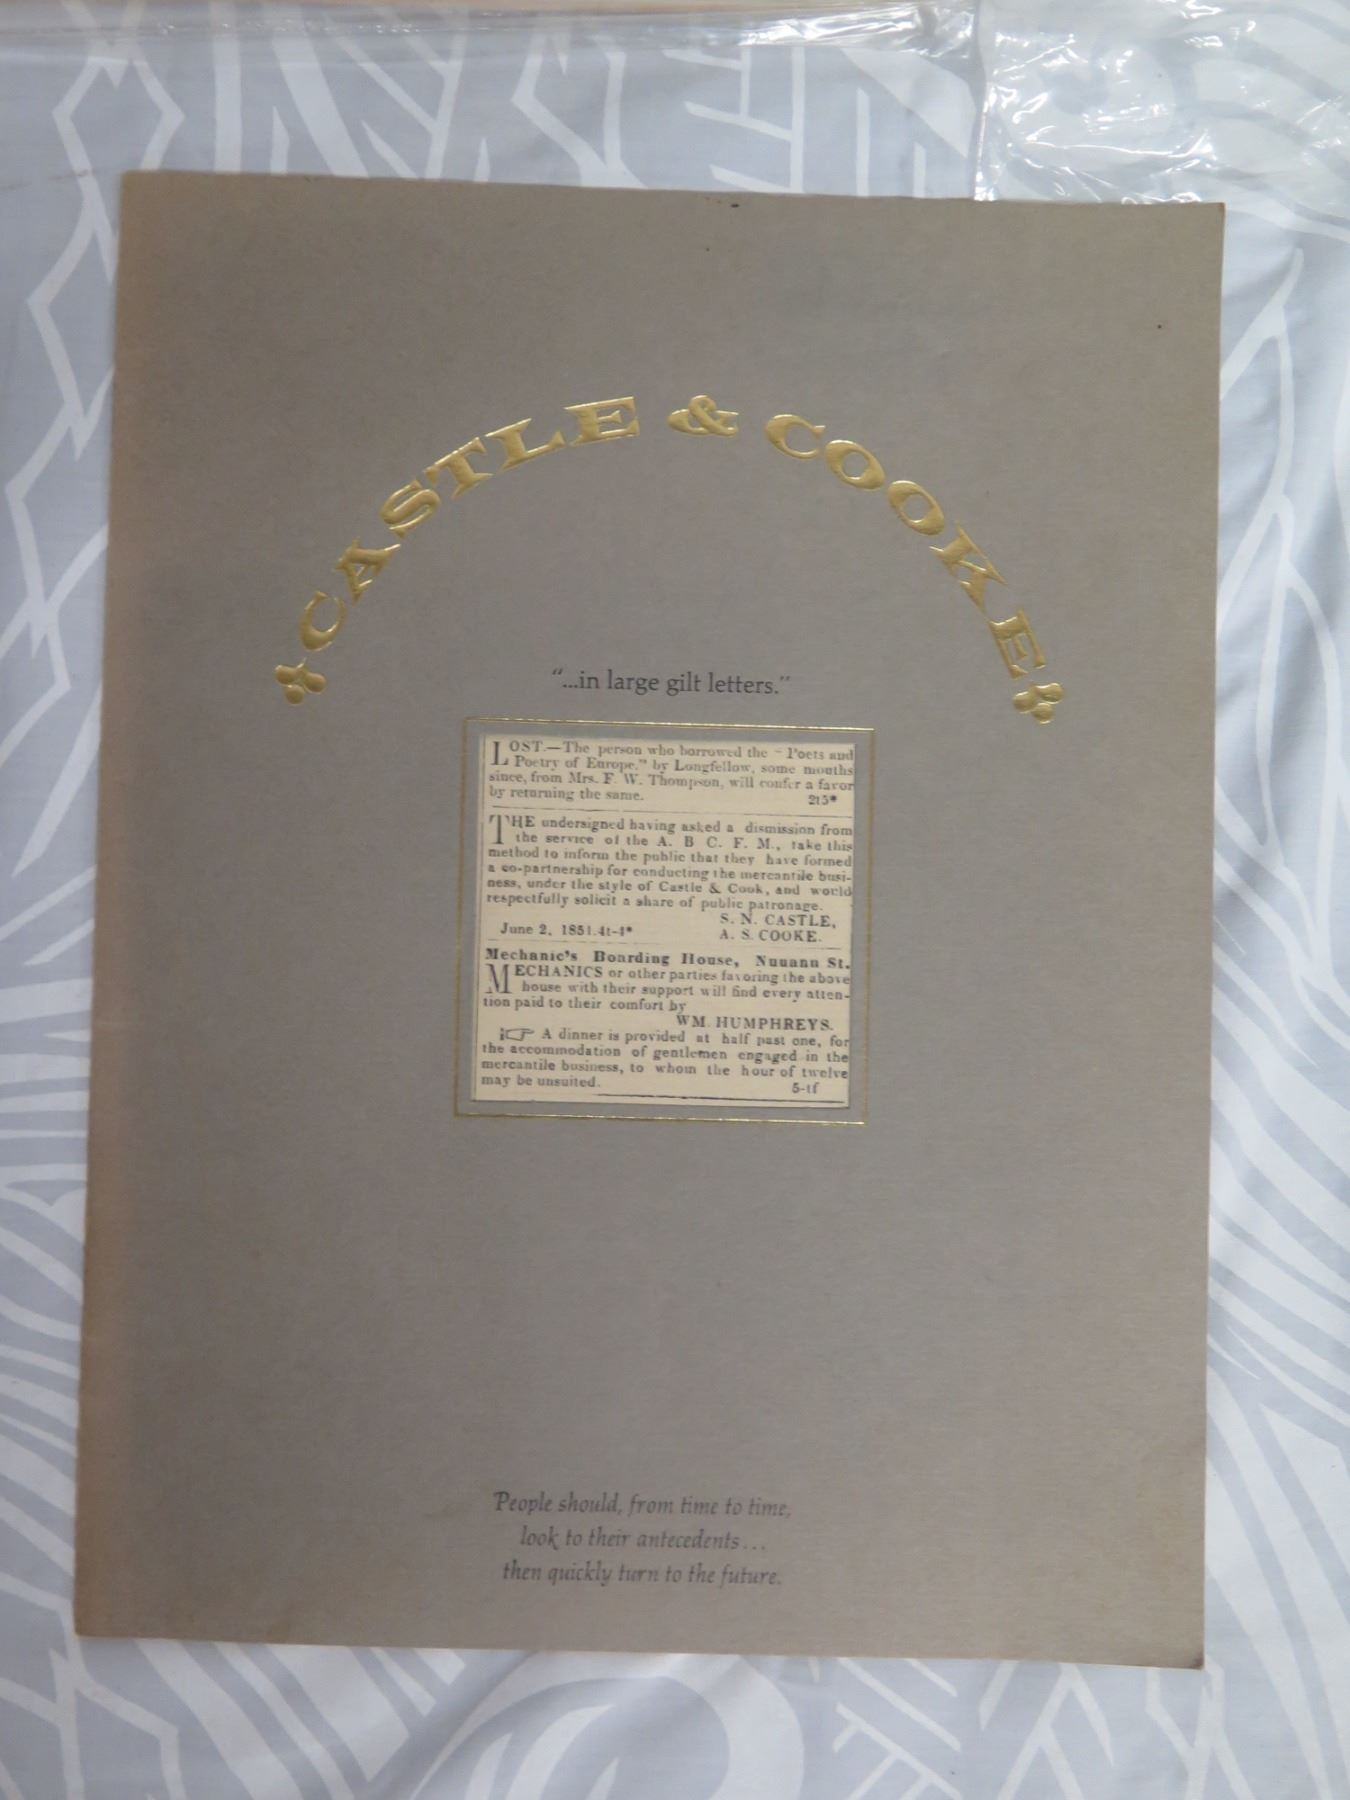 CASTLE & COOKE
“...in large gilt letters.”
LOST.—The person who borrowed the “Poets and
Poetry of Europe,” by Longfellow, some months
since, from Mrs. F. W. Thompson, will confer a favor
by returning the same. 2t5*
THE undersigned having asked a dismission from
the service of the A. B C. F. M., take this
method to inform the public that they have formed
a co-partnership for conducting the mercantile busi-
ness, under the style of Castle & Cook, and would
respectfully solicit a share of public patronage.
S. N. CASTLE,
June 2, 1851.4t-4* A. S. COOKE.
Mechanic's Boarding House, Nuuanu St.
MECHANICS or other parties favoring the above
house with their support will find every atten-
tion paid to their comfort by
WM. HUMPHREYS.
A dinner is provided at half past one, for
the accommodation of gentlemen engaged in the
mercantile business, to whom the hour of twelve
may be unsuited. 5-tf
People should, from time to time,
look to their antecedents...
then quickly turn to the future.